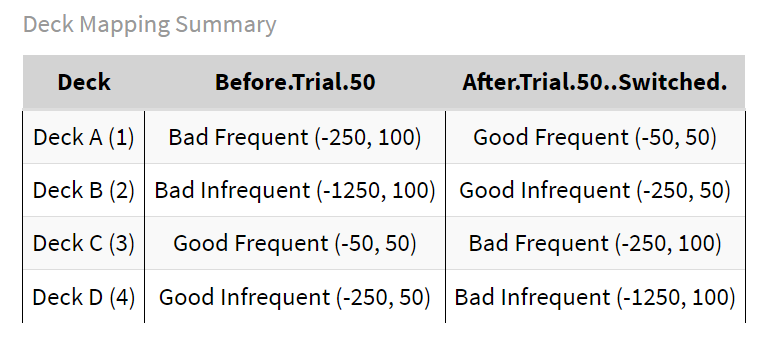 Deck Mapping Summary
Deck Before.Trial.50 After.Trial.50..Switched.
Deck A (1) Bad Frequent (-250, 100) Good Frequent (-50, 50)
Deck B (2) Bad Infrequent (-1250, 100) Good Infrequent (-250, 50)
Deck C (3) Good Frequent (-50, 50) Bad Frequent (-250, 100)
Deck D (4) Good Infrequent (-250, 50) Bad Infrequent (-1250, 100)